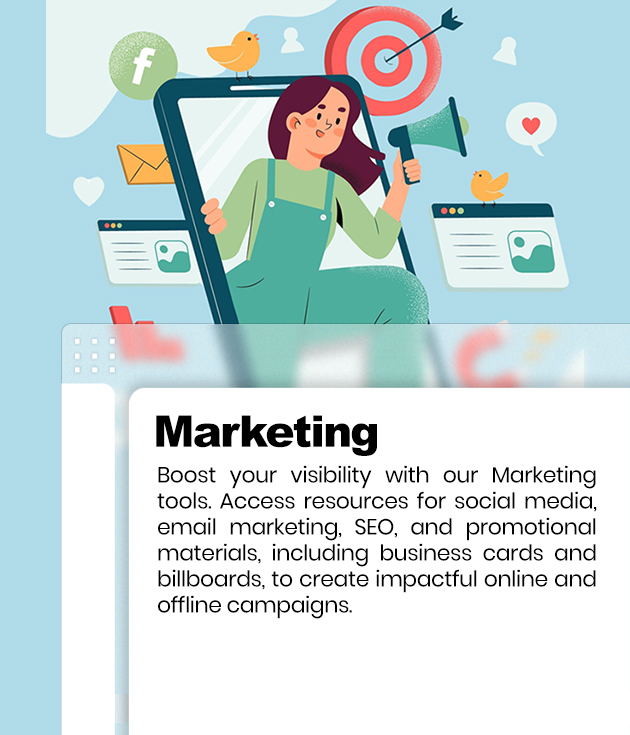 f
Marketing
Boost your visibility with our Marketing
tools. Access resources for social media,
email marketing, SEO, and promotional
materials, including business cards and
billboards, to create impactful online and
offline campaigns.